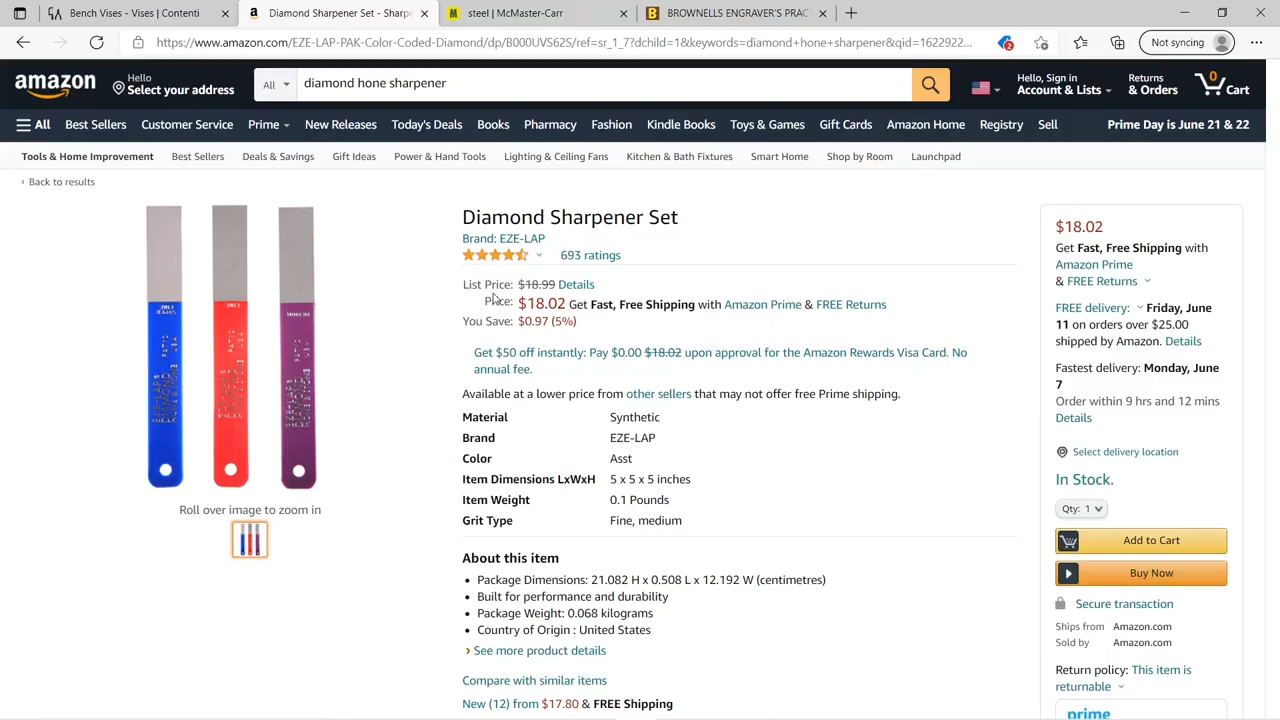 Bench Vises - Vises | Contenti
Diamond Sharpener Set - Sharpe
steel | McMaster-Carr
BROWNELLS ENGRAVER'S PRAC
Not syncing
https://www.amazon.com/EZE-LAP-PAK-Color-Coded-Diamond/dp/B000UVS62S/ref=sr_1_7?dchild=1&keywords=diamond+hone+sharpener&qid=1622922...
2
amazon
Hello
Select your address
All
diamond hone sharpener
Hello, Sign in
Account & Lists
Returns
& Orders
0
Cart
All Best Sellers Customer Service Prime New Releases Today's Deals Books Pharmacy Fashion Kindle Books Toys & Games Gift Cards Amazon Home Registry Sell Prime Day is June 21 & 22
Tools & Home Improvement Best Sellers Deals & Savings Gift Ideas Power & Hand Tools Lighting & Ceiling Fans Kitchen & Bath Fixtures Smart Home Shop by Room Launchpad
‹ Back to results
Roll over image to zoom in
Diamond Sharpener Set
Brand: EZE-LAP
693 ratings
List Price: $18.99 Details
Price: $18.02 Get Fast, Free Shipping with Amazon Prime & FREE Returns
You Save: $0.97 (5%)
Get $50 off instantly: Pay $0.00 $18.02 upon approval for the Amazon Rewards Visa Card. No
annual fee.
Available at a lower price from other sellers that may not offer free Prime shipping.
Material Synthetic
Brand EZE-LAP
Color Asst
Item Dimensions LxWxH 5 x 5 x 5 inches
Item Weight 0.1 Pounds
Grit Type Fine, medium
About this item
• Package Dimensions: 21.082 H x 0.508 L x 12.192 W (centimetres)
• Built for performance and durability
• Package Weight: 0.068 kilograms
• Country of Origin : United States
› See more product details
Compare with similar items
New (12) from $17.80 & FREE Shipping
$18.02
Get Fast, Free Shipping with
Amazon Prime
& FREE Returns
FREE delivery: Friday, June
11 on orders over $25.00
shipped by Amazon. Details
Fastest delivery: Monday, June
7
Order within 9 hrs and 12 mins
Details
Select delivery location
In Stock.
Qty: 1
Add to Cart
Buy Now
Secure transaction
Ships from Amazon.com
Sold by Amazon.com
Return policy: This item is
returnable
prime